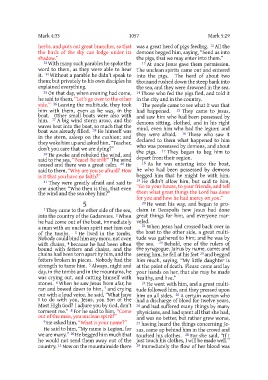 Mark 4:33 1057 Mark 5:29
herbs, and puts out great branches, so that
the birds of the sky can lodge under its
shadow."
33 With many such parables he spoke the
word to them, as they were able to hear
it. 34 Without a parable he didn't speak to
them; but privately to his own disciples he
explained everything.
35 On that day, when evening had come,
he said to them, "Let's go over to the other
side." 36 Leaving the multitude, they took
him with them, even as he was, in the
boat. Other small boats were also with
him. 37 A big wind storm arose, and the
waves beat into the boat, so much that the
boat was already filled. 38 He himself was
in the stern, asleep on the cushion; and
they woke him up and asked him, "Teacher,
don't you care that we are dying?"
39 He awoke and rebuked the wind, and
said to the sea, "Peace! Be still!" The wind
ceased and there was a great calm. 40 He
said to them, "Why are you so afraid? How
is it that you have no faith?"
41 They were greatly afraid and said to
one another, "Who then is this, that even
the wind and the sea obey him?"
5
1 They came to the other side of the sea,
into the country of the Gadarenes. 2 When
he had come out of the boat, immediately
a man with an unclean spirit met him out
of the tombs. 3 He lived in the tombs.
Nobody could bind him any more, not even
with chains, 4 because he had been often
bound with fetters and chains, and the
chains had been torn apart by him, and the
fetters broken in pieces. Nobody had the
strength to tame him. 5 Always, night and
day, in the tombs and in the mountains, he
was crying out, and cutting himself with
stones. 6 When he saw Jesus from afar, he
ran and bowed down to him, 7 and crying
out with a loud voice, he said, "What have
I to do with you, Jesus, you Son of the
Most High God? I adjure you by God, don't
torment me." 8 For he said to him, "Come
out of the man, you unclean spirit!"
9 He asked him, "What is your name?"
He said to him, "My name is Legion, for
we are many." 10 He begged him much that
he would not send them away out of the
country. 11 Now on the mountainside there
was a great herd of pigs feeding. 12 All the
demons begged him, saying, "Send us into
the pigs, that we may enter into them."
13 At once Jesus gave them permission.
The unclean spirits came out and entered
into the pigs. The herd of about two
thousand rushed down the steep bank into
the sea, and they were drowned in the sea.
14 Those who fed the pigs fled, and told it
in the city and in the country.
The people came to see what it was that
had happened. 15 They came to Jesus,
and saw him who had been possessed by
demons sitting, clothed, and in his right
mind, even him who had the legion; and
they were afraid. 16 Those who saw it
declared to them what happened to him
who was possessed by demons, and about
the pigs. 17 They began to beg him to
depart from their region.
18 As he was entering into the boat,
he who had been possessed by demons
begged him that he might be with him.
19 He didn't allow him, but said to him,
"Go to your house, to your friends, and tell
them what great things the Lord has done
for you and how he had mercy on you."
20 He went his way, and began to pro-
claim in Decapolis how Jesus had done
great things for him, and everyone mar-
veled.
21 When Jesus had crossed back over in
the boat to the other side, a great multi-
tude was gathered to him; and he was by
the sea. 22 Behold, one of the rulers of
the synagogue, Jairus by name, came; and
seeing him, he fell at his feet 23 and begged
him much, saying, "My little daughter is
at the point of death. Please come and lay
your hands on her, that she may be made
healthy, and live."
24 He went with him, and a great multi-
tude followed him, and they pressed upon
him on all sides. 25 A certain woman who
had a discharge of blood for twelve years,
26 and had suffered many things by many
physicians, and had spent all that she had,
and was no better, but rather grew worse,
27 having heard the things concerning Je-
sus, came up behind him in the crowd and
touched his clothes. 28 For she said, "If I
just touch his clothes, I will be made well."
29 Immediately the flow of her blood was